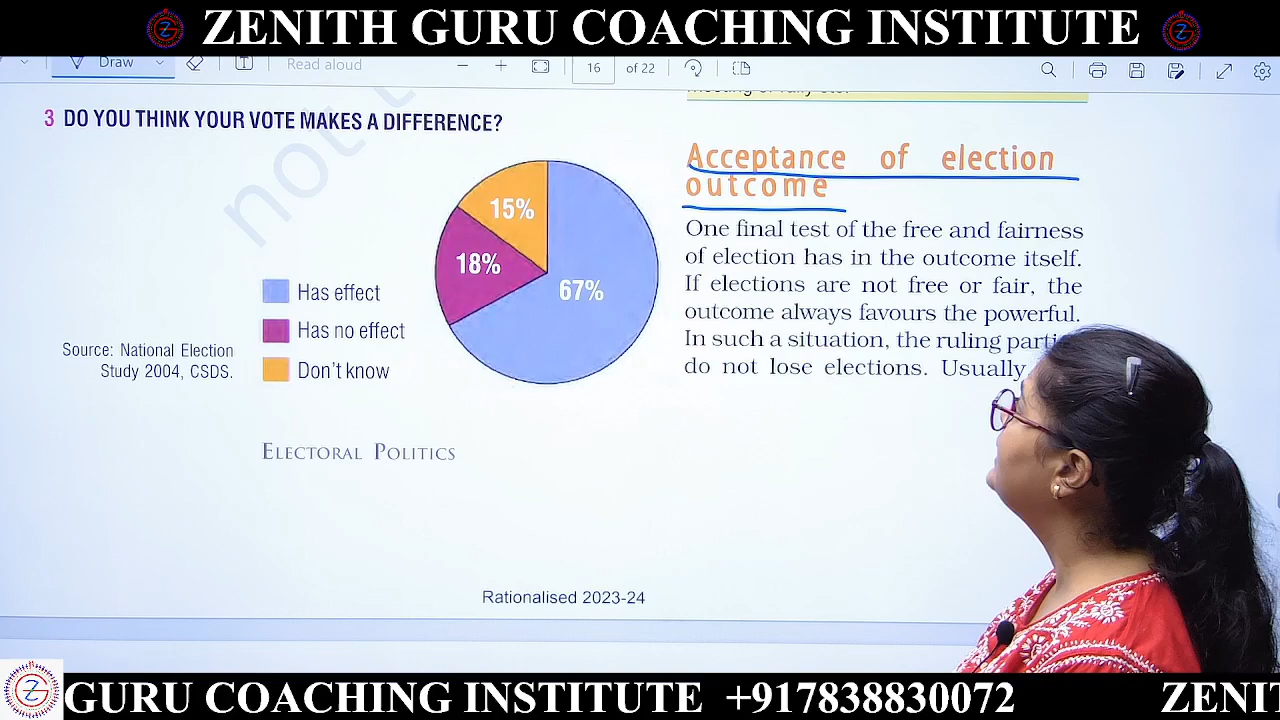 ZENITH GURU COACHING INSTITUTE
Draw
Read aloud
16
of 22
3 DO YOU THINK YOUR VOTE MAKES A DIFFERENCE?
not
15%
18%
67%
Has effect
Has no effect
Don't know
Source: National Election
Study 2004, CSDS.
ELECTORAL POLITICS
Acceptance of election
outcome
One final test of the free and fairness
of election has in the outcome itself.
If elections are not free or fair, the
outcome always favours the powerful.
In such a situation, the ruling
do not lose elections. Usually
Rationalised 2023-24
GURU COACHING INSTITUTE +917838830072
ZENIT